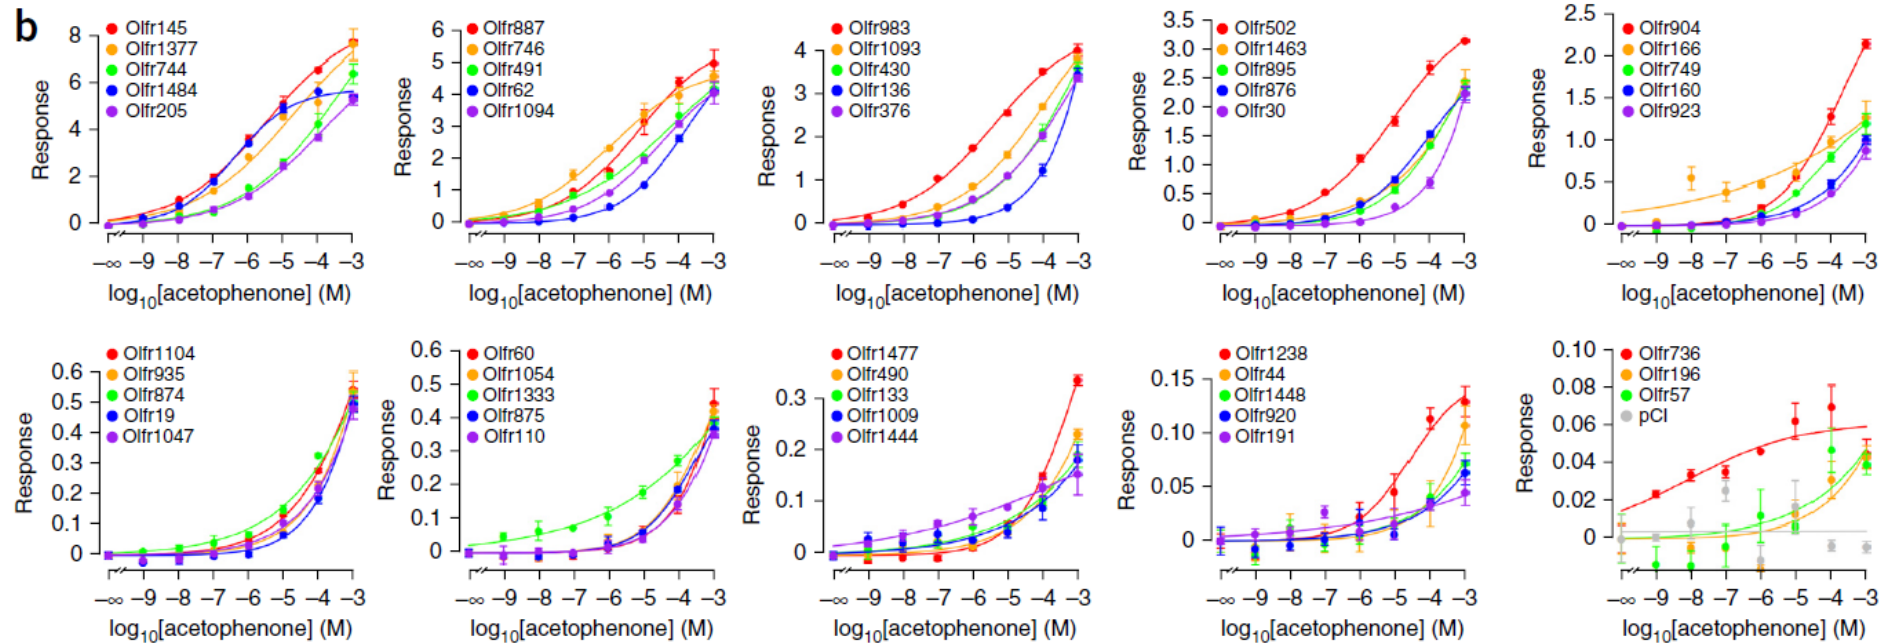 b
Olfr145
Olfr1377
Olfr744
Olfr1484
Olfr205
8
6
4
2
0
Response
−∞ −9 −8 −7 −6 −5 −4 −3
log10[acetophenone] (M)
Olfr887
Olfr746
Olfr491
Olfr62
Olfr1094
6
5
4
3
2
1
0
Response
−∞ −9 −8 −7 −6 −5 −4 −3
log10[acetophenone] (M)
Olfr983
Olfr1093
Olfr430
Olfr136
Olfr376
4
3
2
1
0
Response
−∞ −9 −8 −7 −6 −5 −4 −3
log10[acetophenone] (M)
Olfr502
Olfr1463
Olfr895
Olfr876
Olfr30
3.5
3.0
2.5
2.0
1.5
1.0
0.5
0
Response
−∞ −9 −8 −7 −6 −5 −4 −3
log10[acetophenone] (M)
Olfr904
Olfr166
Olfr749
Olfr160
Olfr923
2.5
2.0
1.5
1.0
0.5
0
Response
−∞ −9 −8 −7 −6 −5 −4 −3
log10[acetophenone] (M)
Olfr1104
Olfr935
Olfr874
Olfr19
Olfr1047
0.6
0.5
0.4
0.3
0.2
0.1
0
Response
−∞ −9 −8 −7 −6 −5 −4 −3
log10[acetophenone] (M)
Olfr60
Olfr1054
Olfr1333
Olfr875
Olfr110
0.6
0.5
0.4
0.3
0.2
0.1
0
Response
−∞ −9 −8 −7 −6 −5 −4 −3
log10[acetophenone] (M)
Olfr1477
Olfr490
Olfr133
Olfr1009
Olfr1444
0.3
0.2
0.1
0
Response
−∞ −9 −8 −7 −6 −5 −4 −3
log10[acetophenone] (M)
Olfr1238
Olfr44
Olfr1448
Olfr920
Olfr191
0.15
0.10
0.05
0
Response
−∞ −9 −8 −7 −6 −5 −4 −3
log10[acetophenone] (M)
Olfr736
Olfr196
Olfr57
pCI
0.10
0.08
0.06
0.04
0.02
0
Response
−∞ −9 −8 −7 −6 −5 −4 −3
log10[acetophenone] (M)